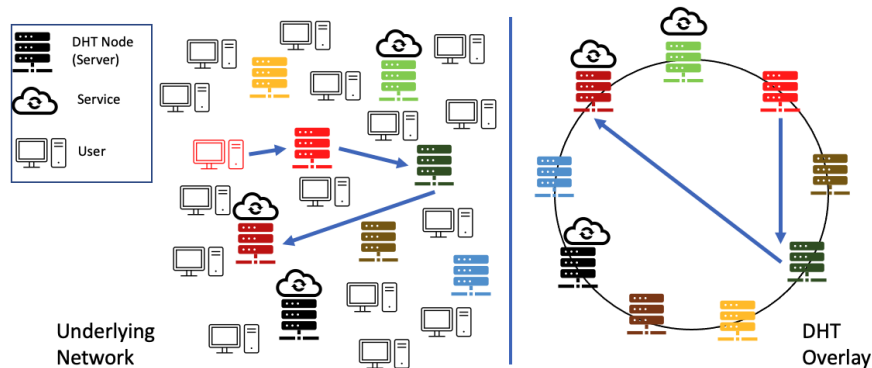 DHT Node
(Server)
Service
User
Underlying
Network
DHT
Overlay